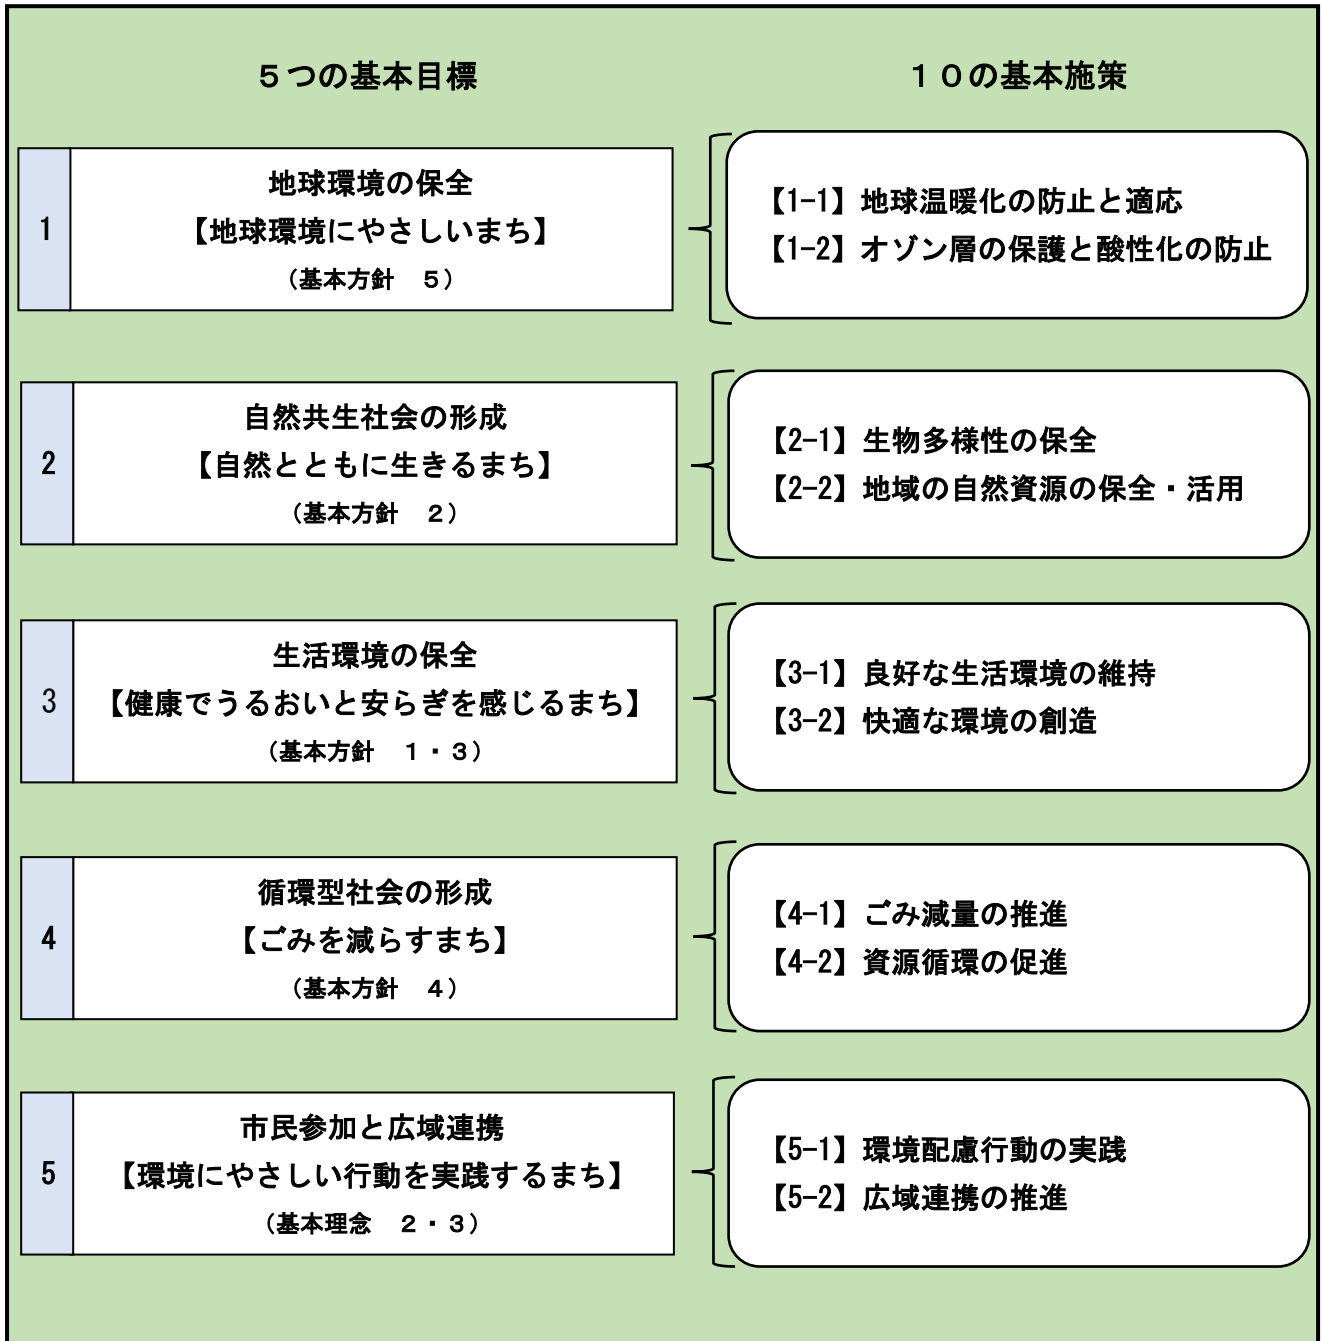 ５つの基本目標
１０の基本施策
1
地球環境の保全
【地球環境にやさしいまち】
（基本方針　５）
【1-1】地球温暖化の防止と適応
【1-2】オゾン層の保護と酸性化の防止
2
自然共生社会の形成
【自然とともに生きるまち】
（基本方針　２）
【2-1】生物多様性の保全
【2-2】地域の自然資源の保全・活用
3
生活環境の保全
【健康でうるおいと安らぎを感じるまち】
（基本方針　１・３）
【3-1】良好な生活環境の維持
【3-2】快適な環境の創造
4
循環型社会の形成
【ごみを減らすまち】
（基本方針　４）
【4-1】ごみ減量の推進
【4-2】資源循環の促進
5
市民参加と広域連携
【環境にやさしい行動を実践するまち】
（基本理念　２・３）
【5-1】環境配慮行動の実践
【5-2】広域連携の推進